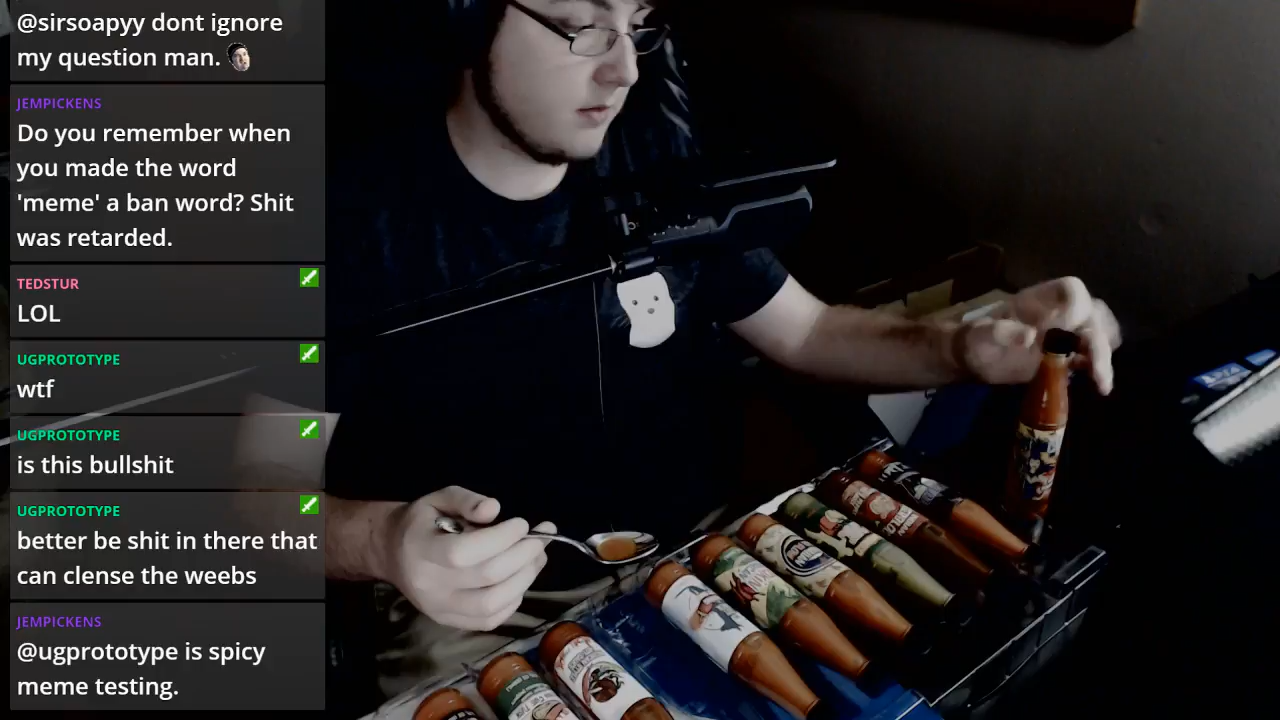 @sirsoapyy dont ignore
my question man.
JEMPICKENS
Do you remember when
you made the word
'meme' a ban word? Shit
was retarded.
TEDSTUR
LOL
UGPROTOTYPE
wtf
UGPROTOTYPE
is this bullshit
UGPROTOTYPE
better be shit in there that
can clense the weebs
JEMPICKENS
@ugprototype is spicy
meme testing.